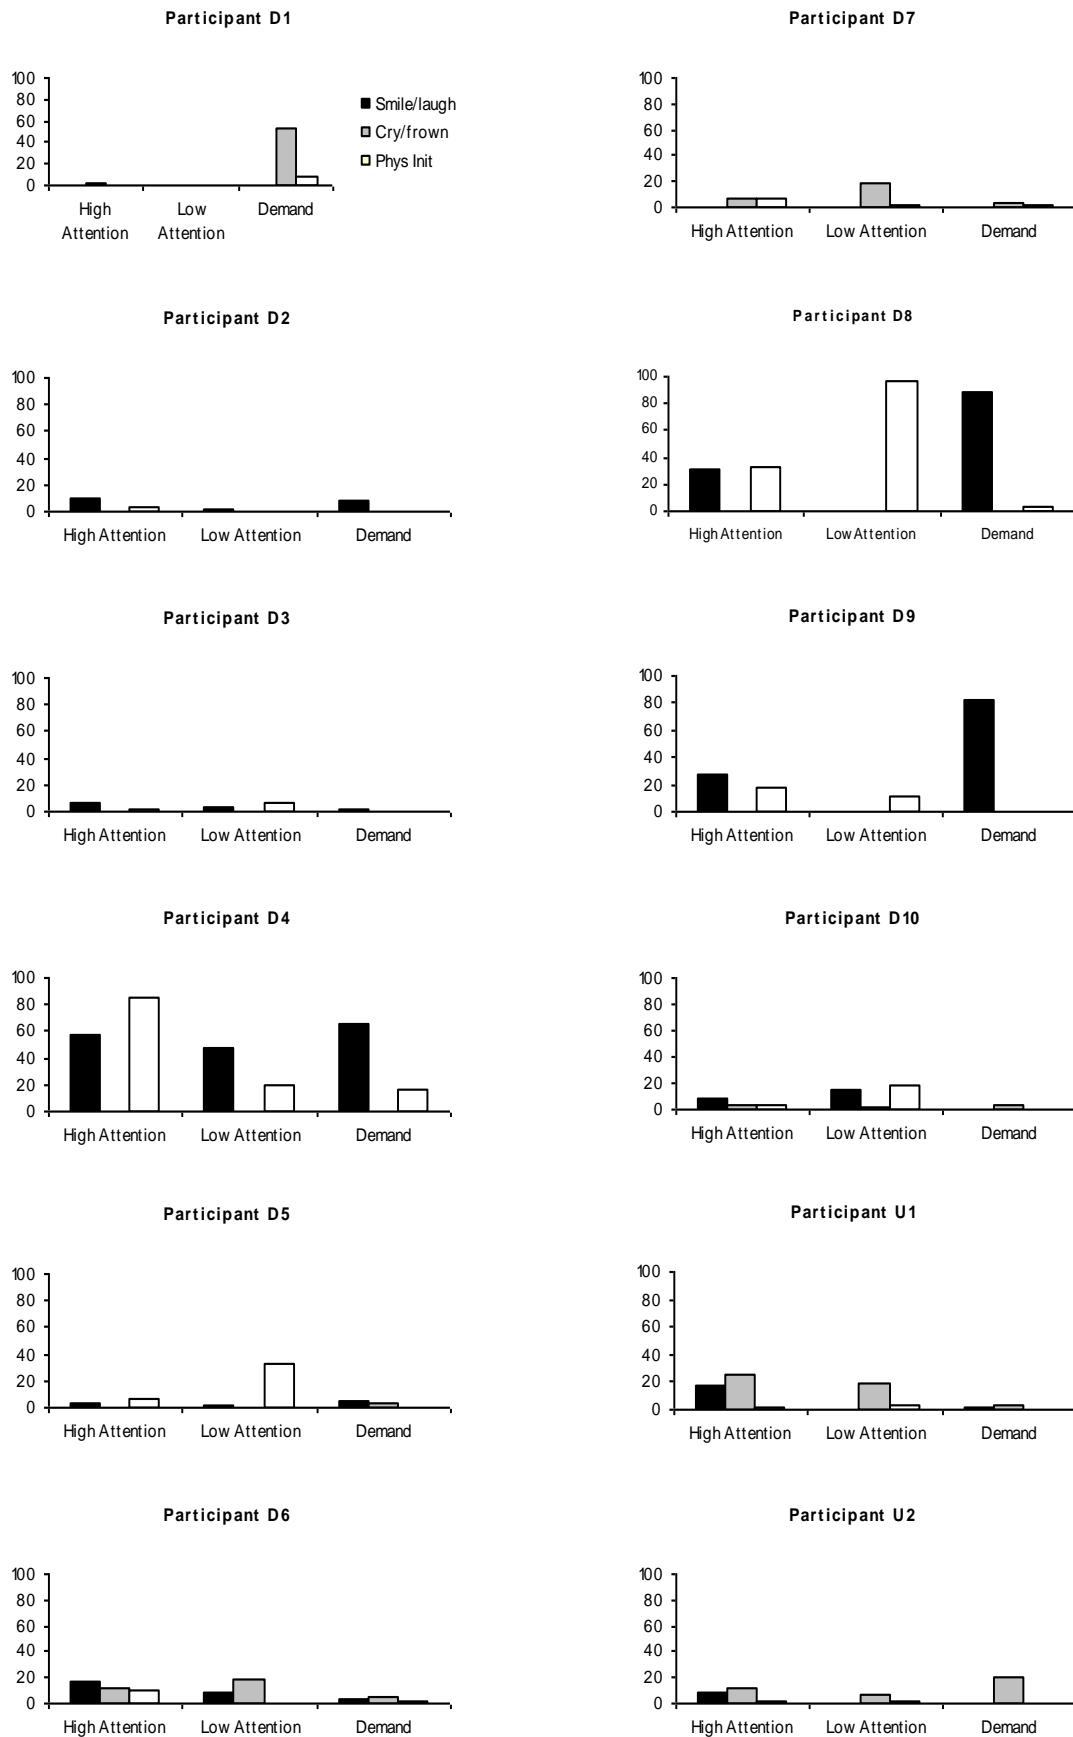 Participant D1
100
80
60
40
20
0
High Attention
Low Attention
Demand
Smile/laugh
Cry/frown
Phys Init
Participant D7
100
80
60
40
20
0
High Attention Low Attention Demand
Participant D2
100
80
60
40
20
0
High Attention Low Attention Demand
Participant D8
100
80
60
40
20
0
High Attention Low Attention Demand
Participant D3
100
80
60
40
20
0
High Attention Low Attention Demand
Participant D9
100
80
60
40
20
0
High Attention Low Attention Demand
Participant D4
100
80
60
40
20
0
High Attention Low Attention Demand
Participant D10
100
80
60
40
20
0
High Attention Low Attention Demand
Participant D5
100
80
60
40
20
0
High Attention Low Attention Demand
Participant U1
100
80
60
40
20
0
High Attention Low Attention Demand
Participant D6
100
80
60
40
20
0
High Attention Low Attention Demand
Participant U2
100
80
60
40
20
0
High Attention Low Attention Demand